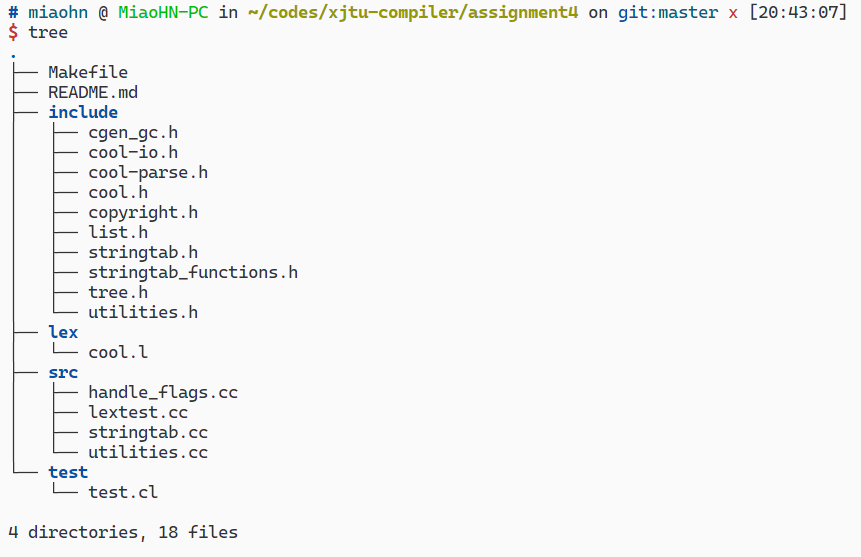 # miaohn @ MiaoHN-PC in ~/codes/xjtu-compiler/assignment4 on git:master x [20:43:07]
$ tree
.
├── Makefile
├── README.md
├── include
│   ├── cgen_gc.h
│   ├── cool-io.h
│   ├── cool-parse.h
│   ├── cool.h
│   ├── copyright.h
│   ├── list.h
│   ├── stringtab.h
│   ├── stringtab_functions.h
│   ├── tree.h
│   └── utilities.h
├── lex
│   └── cool.l
├── src
│   ├── handle_flags.cc
│   ├── lextest.cc
│   ├── stringtab.cc
│   └── utilities.cc
└── test
    └── test.cl
4 directories, 18 files